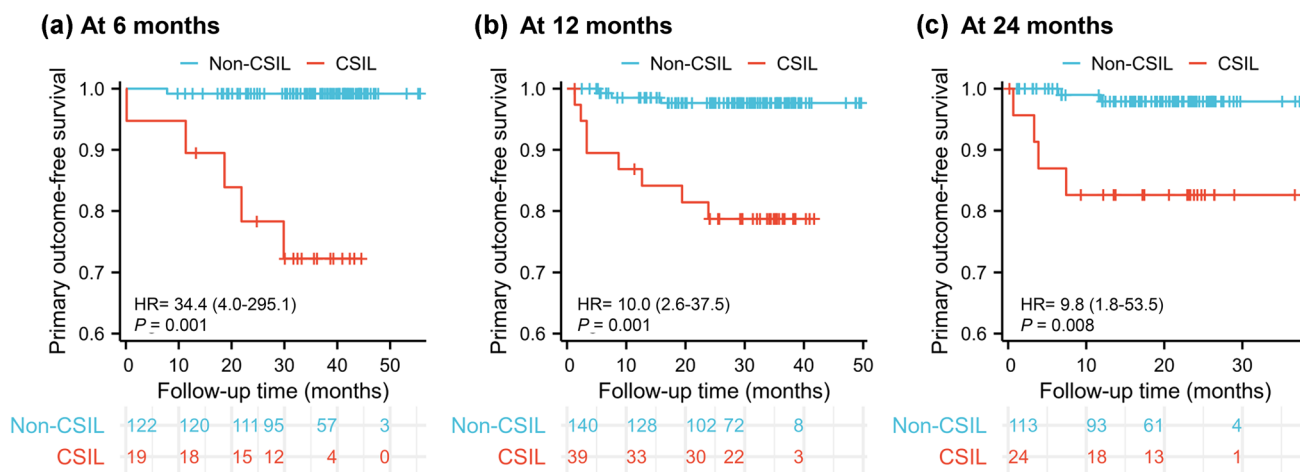 (a) At 6 months
Non-CSIL CSIL
Primary outcome-free survival
1.0
0.9
0.8
0.7
0.6
HR= 34.4 (4.0-295.1)
P = 0.001
0 10 20 30 40 50
Follow-up time (months)
Non-CSIL 122 120 111 95 57 3
CSIL 19 18 15 12 4 0
(b) At 12 months
Non-CSIL CSIL
Primary outcome-free survival
1.0
0.9
0.8
0.7
0.6
HR= 10.0 (2.6-37.5)
P = 0.001
0 10 20 30 40 50
Follow-up time (months)
Non-CSIL 140 128 102 72 8
CSIL 39 33 30 22 3
(c) At 24 months
Non-CSIL CSIL
Primary outcome-free survival
1.0
0.9
0.8
0.7
0.6
HR= 9.8 (1.8-53.5)
P = 0.008
0 10 20 30
Follow-up time (months)
Non-CSIL 113 93 61 4
CSIL 24 18 13 1